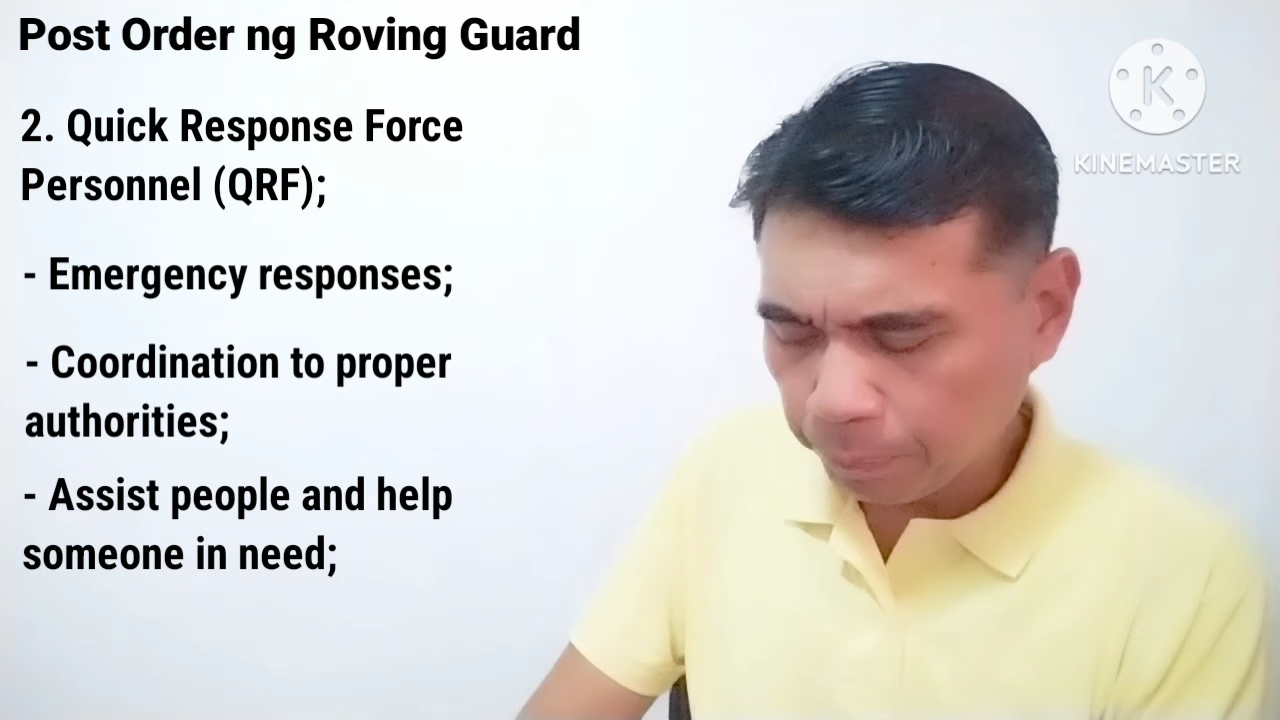 Post Order ng Roving Guard
2. Quick Response Force
Personnel (QRF);
- Emergency responses;
- Coordination to proper
authorities;
- Assist people and help
someone in need;
K
KINEMASTER